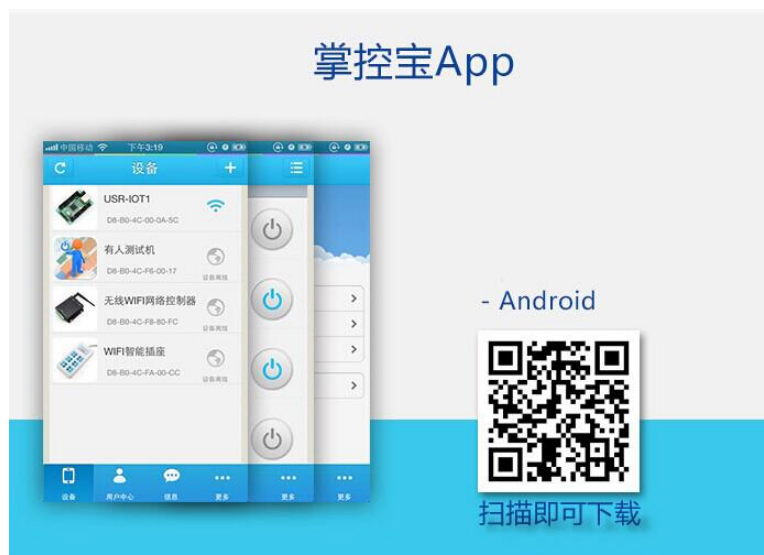 掌控宝App
中国移动 下午3:19
设备
USR-IOT1
D8-B0-4C-00-0A-5C
有人测试机
D8-B0-4C-F6-00-17
设备离线
无线WIFI网络控制器
D8-B0-4C-F8-80-FC
设备离线
WIFI智能插座
D8-B0-4C-FA-00-CC
设备离线
设备 用户中心 信息 更多 更多 更多
- Android
扫描即可下载